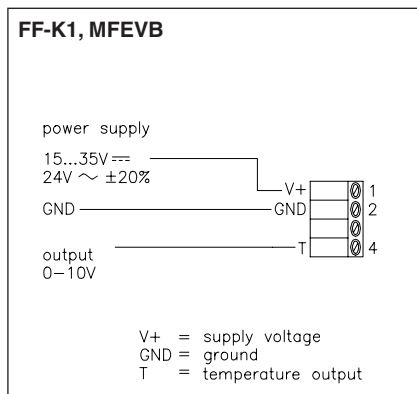 FF-K1, MFEVB
power supply
15...35V ⎓
24V ～ ±20%
V+ 1
GND GND 2
T 4
output
0–10V
V+ = supply voltage
GND = ground
T = temperature output